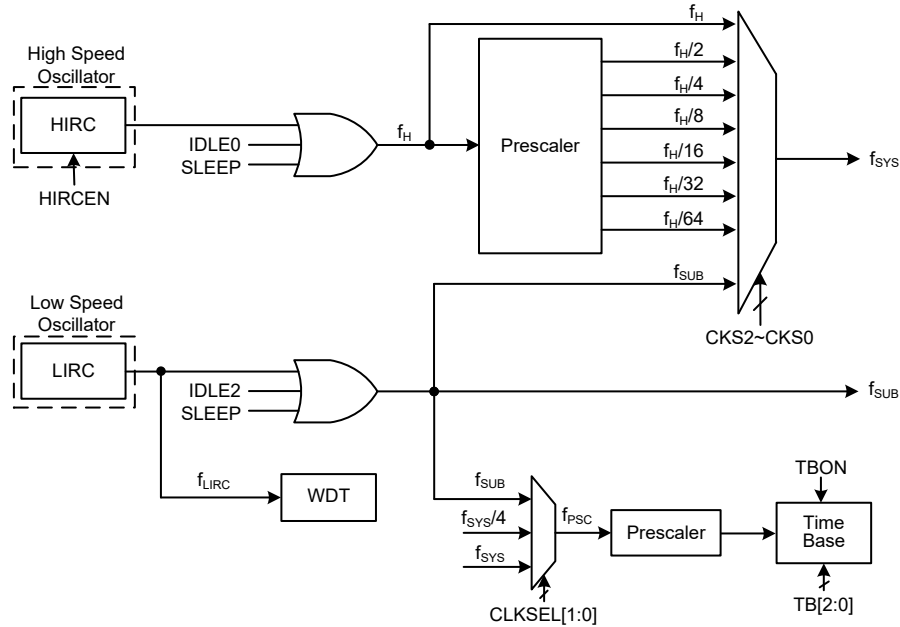 High Speed
Oscillator
HIRC
HIRCEN
IDLE0
SLEEP
fH
Prescaler
fH
fH/2
fH/4
fH/8
fH/16
fH/32
fH/64
fSUB
CKS2~CKS0
fSYS
Low Speed
Oscillator
LIRC
IDLE2
SLEEP
fSUB
fLIRC
WDT
fSUB
fSYS/4
fSYS
CLKSEL[1:0]
fPSC
Prescaler
TBON
Time
Base
TB[2:0]